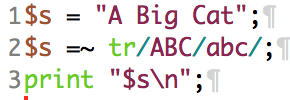 1$s = "A Big Cat";¶
2$s =~ tr/ABC/abc/;¶
3print "$s\n";¶